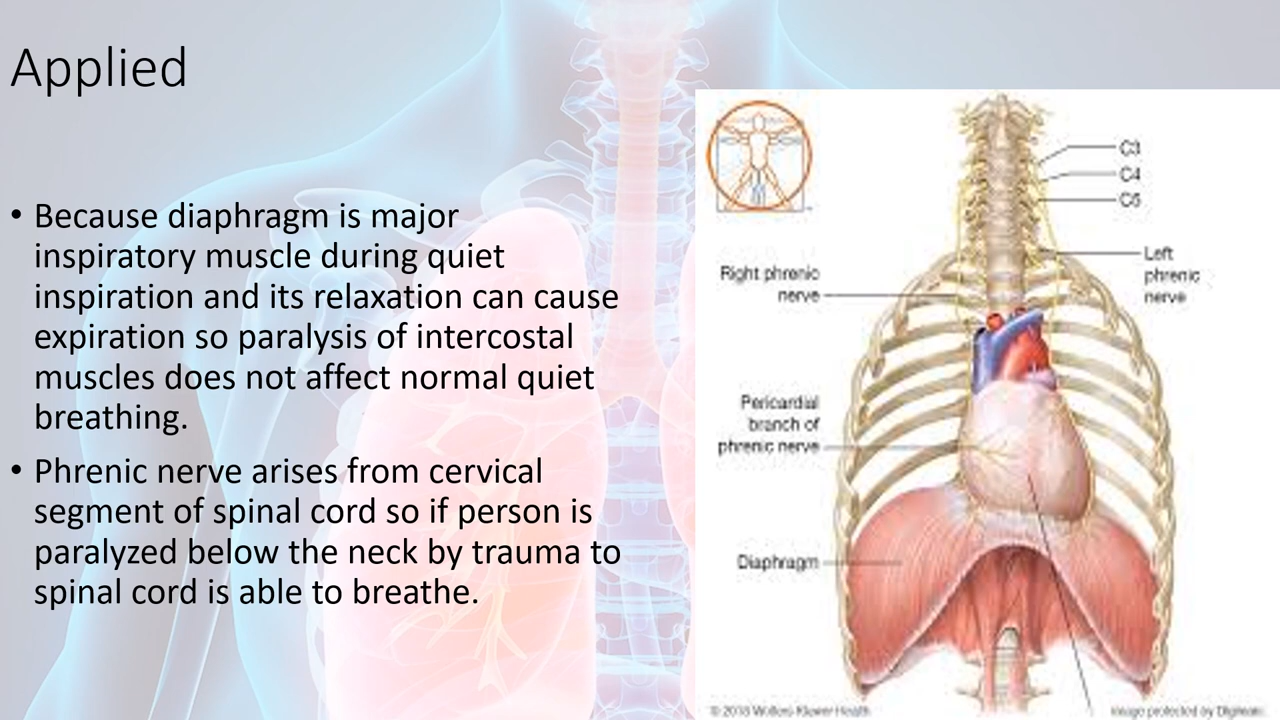 Applied
• Because diaphragm is major
inspiratory muscle during quiet
inspiration and its relaxation can cause
expiration so paralysis of intercostal
muscles does not affect normal quiet
breathing.
• Phrenic nerve arises from cervical
segment of spinal cord so if person is
paralyzed below the neck by trauma to
spinal cord is able to breathe.
C3
C4
C5
Left
phrenic
nerve
Right phrenic
nerve
Pericardial
branch of
phrenic nerve
Diaphragm
© 2018 Wolters Kluwer Health
Image protected by